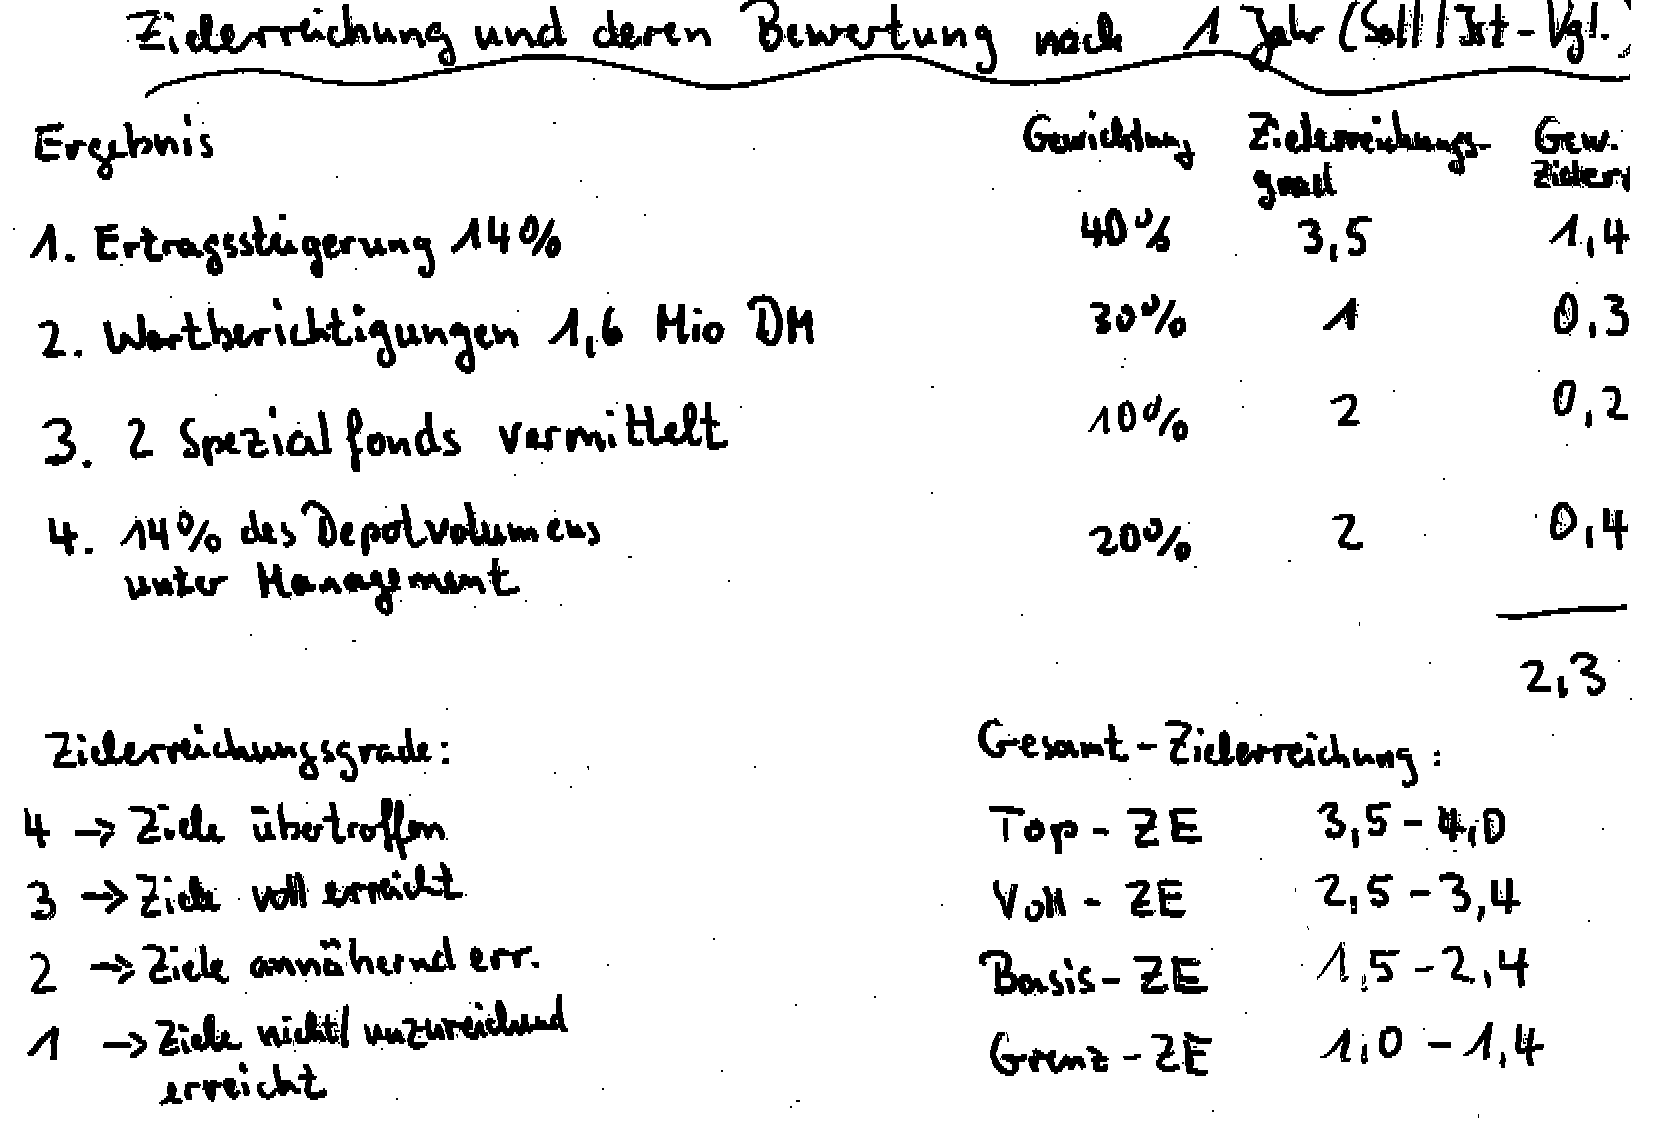 Zielerreichung und deren Bewertung nach 1 Jahr (Soll/Ist-Vgl.)
Ergebnis Gewichtung Zielerreichungs- Gew.
grad Zielerr
1. Ertragssteigerung 14% 40% 3,5 1,4
2. Wertberichtigungen 1,6 Mio DM 30% 1 0,3
3. 2 Spezialfonds vermittelt 10% 2 0,2
4. 14% des Depotvolumens 20% 2 0,4
unter Management
2,3
Zielerreichungsgrade: Gesamt-Zielerreichung:
4 → Ziele übertroffen Top-ZE 3,5-4,0
3 → Ziele voll erreicht Voll-ZE 2,5-3,4
2 → Ziele annähernd err. Basis-ZE 1,5-2,4
1 → Ziele nicht/unzureichend Grenz-ZE 1,0-1,4
erreicht